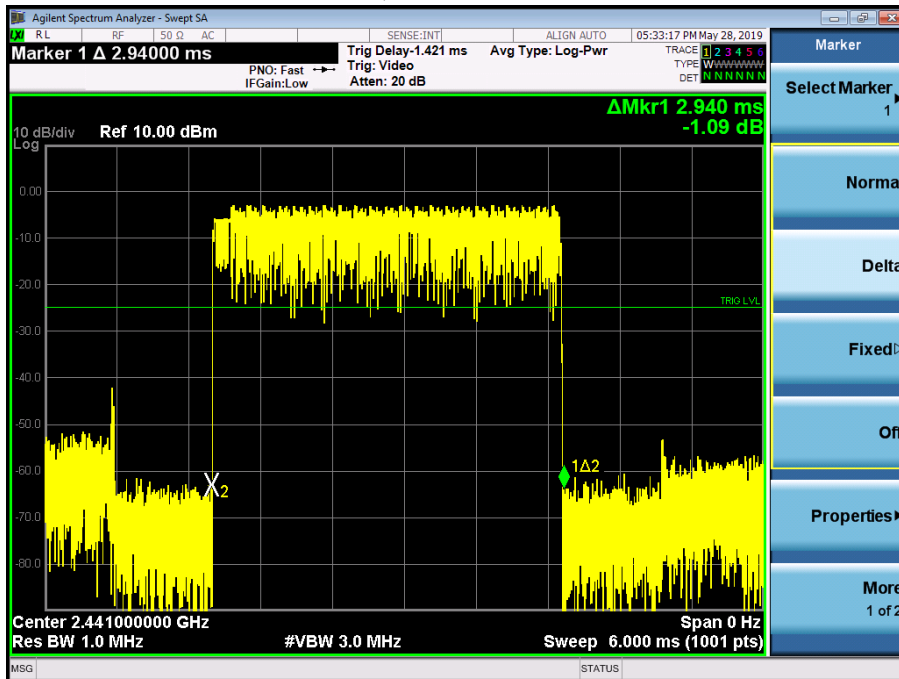 Agilent Spectrum Analyzer - Swept SA
LXI RL RF 50 Ω AC SENSE:INT ALIGN AUTO 05:33:17 PM May 28, 2019
Marker 1 Δ 2.94000 ms
PNO: Fast
IFGain:Low
Trig Delay-1.421 ms
Trig: Video
Atten: 20 dB
Avg Type: Log-Pwr
TRACE 1 2 3 4 5 6
TYPE WWWWWW
DET N N N N N N
ΔMkr1 2.940 ms
-1.09 dB
10 dB/div Ref 10.00 dBm
Log
0.00
-10.0
-20.0
TRIG LVL
-30.0
-40.0
-50.0
-60.0
1Δ2
2
-70.0
-80.0
Center 2.441000000 GHz Span 0 Hz
Res BW 1.0 MHz #VBW 3.0 MHz Sweep 6.000 ms (1001 pts)
MSG STATUS
Marker
Select Marker
1
Norma
Delta
Fixed
Off
Properties
More
1 of 2